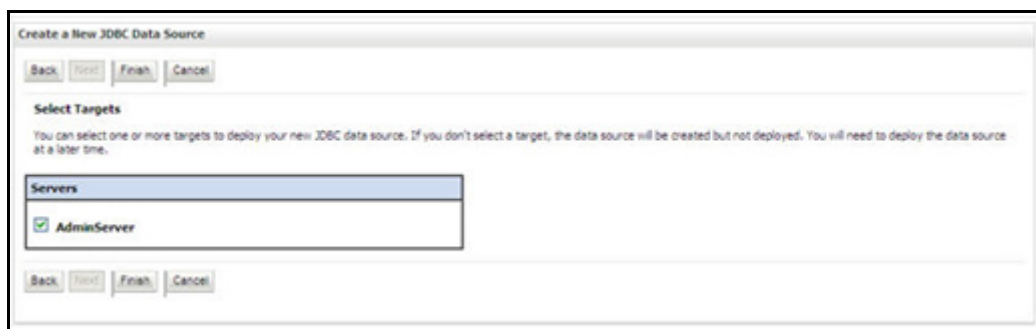 Create a New JDBC Data Source
Back Next Finish Cancel
Select Targets
You can select one or more targets to deploy your new JDBC data source. If you don't select a target, the data source will be created but not deployed. You will need to deploy the data source
at a later time.
Servers
AdminServer
Back Next Finish Cancel